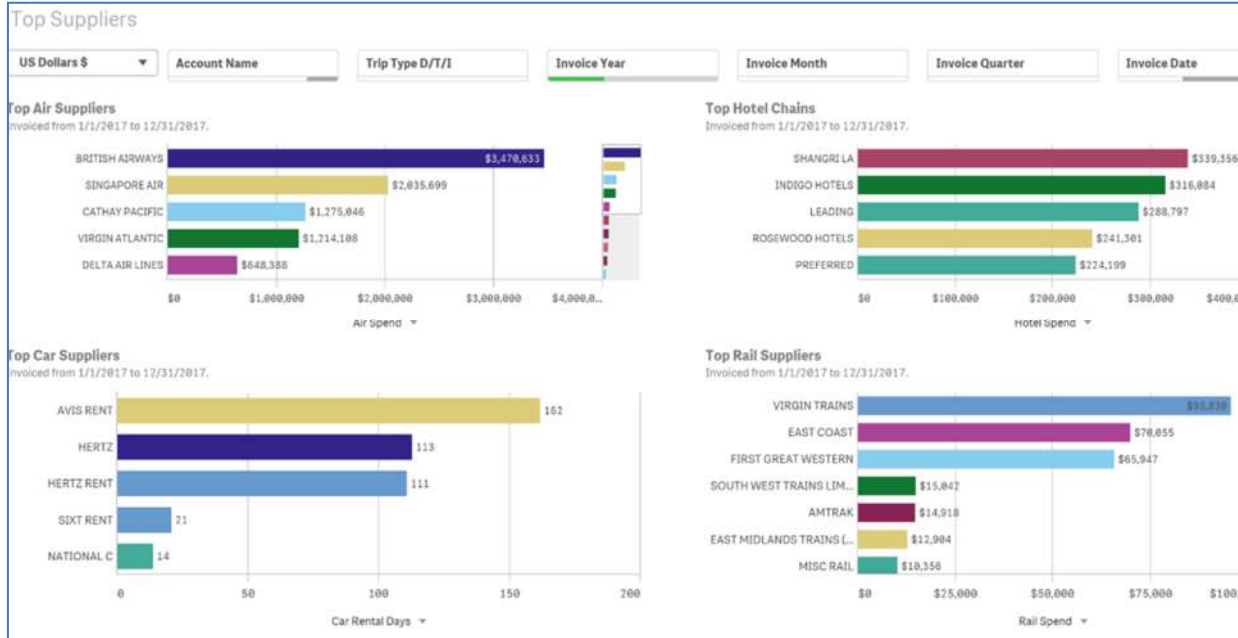 Top Suppliers
US Dollars $
Account Name
Trip Type D/T/I
Invoice Year
Invoice Month
Invoice Quarter
Invoice Date
Top Air Suppliers
Invoiced from 1/1/2017 to 12/31/2017.
BRITISH AIRWAYS $3,470,633
SINGAPORE AIR $2,035,699
CATHAY PACIFIC $1,275,046
VIRGIN ATLANTIC $1,214,108
DELTA AIR LINES
$0 $1,000,000 $2,000,000 $3,000,000 $4,000,0...
Air Spend
Top Hotel Chains
Invoiced from 1/1/2017 to 12/31/2017.
SHANGRI LA $339,356
INDIGO HOTELS $316,084
LEADING $288,797
ROSEWOOD HOTELS $241,301
PREFERRED $224,199
$0 $100,000 $200,000 $300,000 $400,0
Hotel Spend
Top Car Suppliers
Invoiced from 1/1/2017 to 12/31/2017.
AVIS RENT 162
HERTZ 113
HERTZ RENT 111
SIXT RENT 21
NATIONAL C 14
0 50 100 150 200
Car Rental Days
Top Rail Suppliers
Invoiced from 1/1/2017 to 12/31/2017.
VIRGIN TRAINS
EAST COAST $70,055
FIRST GREAT WESTERN $65,947
SOUTH WEST TRAINS LIM... $15,042
AMTRAK $14,918
EAST MIDLANDS TRAINS (... $12,904
MISC RAIL $10,356
$0 $25,000 $50,000 $75,000 $100,
Rail Spend